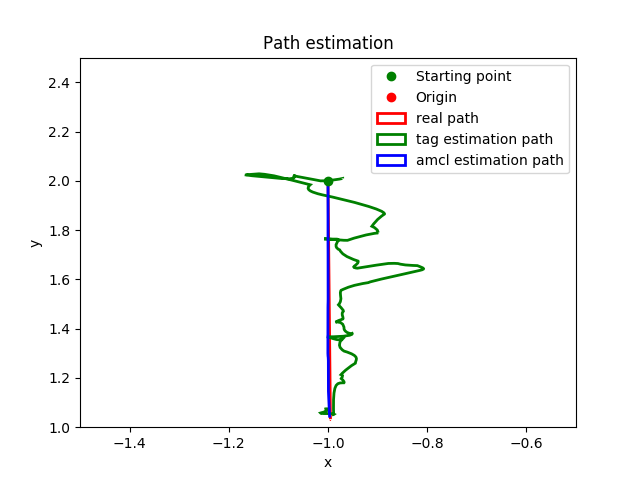 Path estimation
2.4
2.2
2.0
1.8
1.6
1.4
1.2
1.0
y
Starting point
Origin
real path
tag estimation path
amcl estimation path
−1.4
−1.2
−1.0
−0.8
−0.6
x